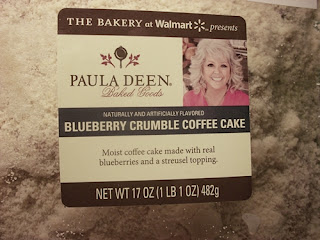 THE BAKERY at Walmart presents
PAULA DEEN
Baked Goods
NATURALLY AND ARTIFICIALLY FLAVORED
BLUEBERRY CRUMBLE COFFEE CAKE
Moist coffee cake made with real
blueberries and a streusel topping.
NET WT 17 OZ (1 LB 1 OZ) 482g